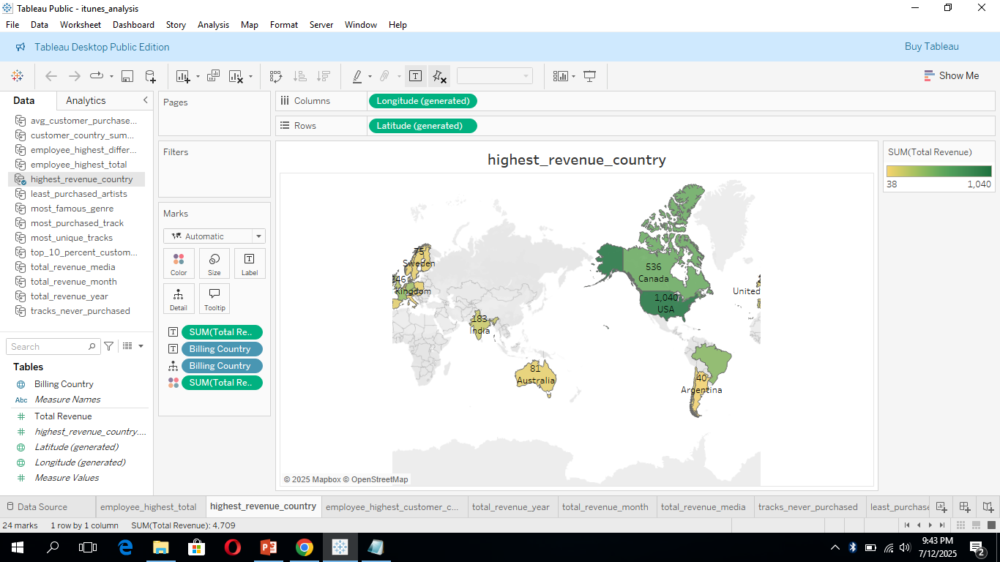 Tableau Public - itunes_analysis
File Data Worksheet Dashboard Story Analysis Map Format Server Window Help
Tableau Desktop Public Edition
Buy Tableau
Show Me
Data
Analytics
avg_customer_purchase...
customer_country_sum...
employee_highest_differ...
employee_highest_total
highest_revenue_country
least_purchased_artists
most_famous_genre
most_purchased_track
most_unique_tracks
top_10_percent_custom...
total_revenue_media
total_revenue_month
total_revenue_year
tracks_never_purchased
Search
Tables
Billing Country
Abc Measure Names
Total Revenue
highest_revenue_country....
Latitude (generated)
Longitude (generated)
Measure Values
Pages
Filters
Marks
Automatic
Color Size Label
Detail Tooltip
SUM(Total Re..
Billing Country
Billing Country
SUM(Total Re..
Columns Longitude (generated)
Rows Latitude (generated)
highest_revenue_country
75
Sweden
246
Kingdom
183
India
81
Australia
536
Canada
1,040
USA
40
Argentina
United
© 2025 Mapbox © OpenStreetMap
SUM(Total Revenue)
38 1,040
Data Source employee_highest_total highest_revenue_country employee_highest_customer_c... total_revenue_year total_revenue_month total_revenue_media tracks_never_purchased least_purchase
24 marks 1 row by 1 column SUM(Total Revenue): 4,709
9:43 PM
7/12/2025
2